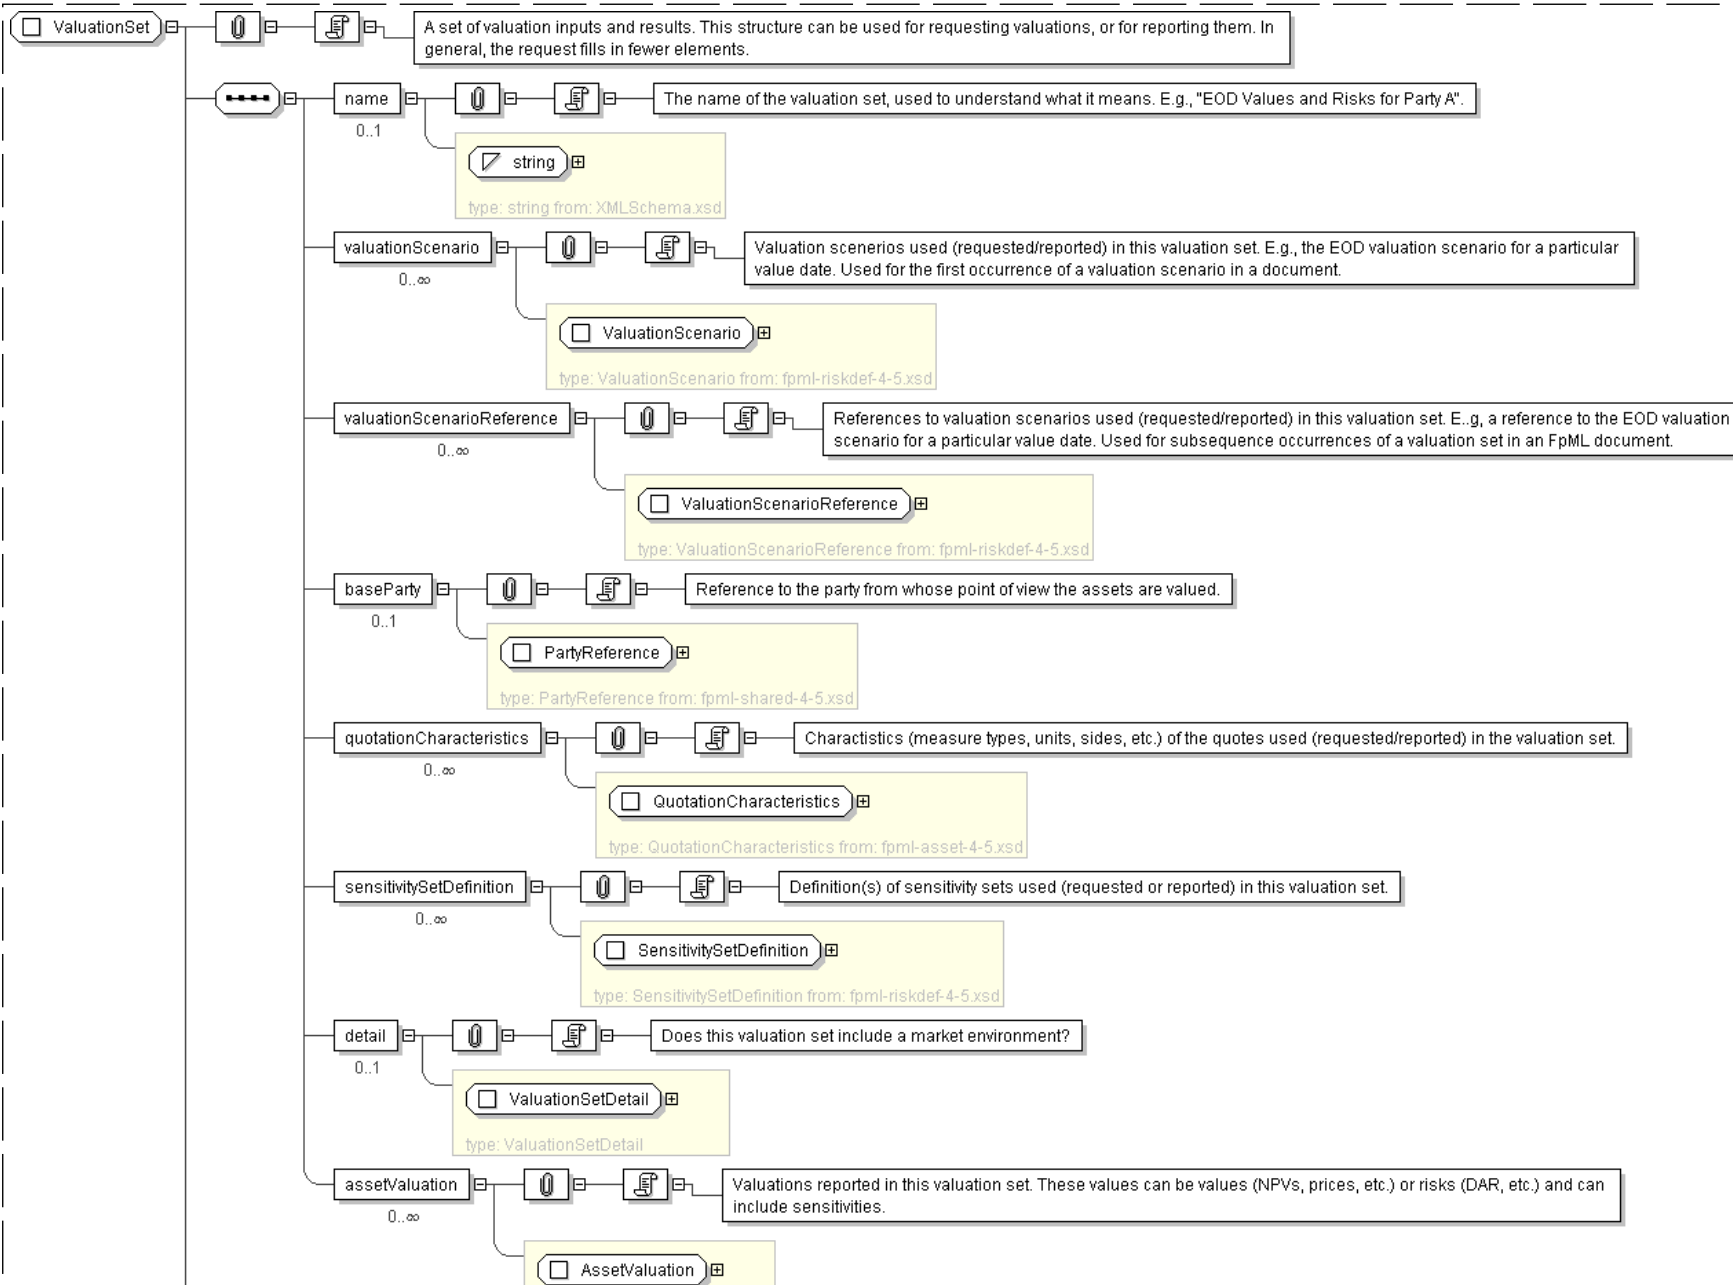 ValuationSet
A set of valuation inputs and results. This structure can be used for requesting valuations, or for reporting them. In
general, the request fills in fewer elements.
name
The name of the valuation set, used to understand what it means. E.g., "EOD Values and Risks for Party A".
0..1
string
type: string from: XMLSchema.xsd
valuationScenario
Valuation scenerios used (requested/reported) in this valuation set. E.g., the EOD valuation scenario for a particular
value date. Used for the first occurrence of a valuation scenario in a document.
0..∞
ValuationScenario
type: ValuationScenario from: fpml-riskdef-4-5.xsd
valuationScenarioReference
References to valuation scenarios used (requested/reported) in this valuation set. E..g, a reference to the EOD valuation
scenario for a particular value date. Used for subsequence occurrences of a valuation set in an FpML document.
0..∞
ValuationScenarioReference
type: ValuationScenarioReference from: fpml-riskdef-4-5.xsd
baseParty
Reference to the party from whose point of view the assets are valued.
0..1
PartyReference
type: PartyReference from: fpml-shared-4-5.xsd
quotationCharacteristics
Charactistics (measure types, units, sides, etc.) of the quotes used (requested/reported) in the valuation set.
0..∞
QuotationCharacteristics
type: QuotationCharacteristics from: fpml-asset-4-5.xsd
sensitivitySetDefinition
Definition(s) of sensitivity sets used (requested or reported) in this valuation set.
0..∞
SensitivitySetDefinition
type: SensitivitySetDefinition from: fpml-riskdef-4-5.xsd
detail
Does this valuation set include a market environment?
0..1
ValuationSetDetail
type: ValuationSetDetail
assetValuation
Valuations reported in this valuation set. These values can be values (NPVs, prices, etc.) or risks (DAR, etc.) and can
include sensitivities.
0..∞
AssetValuation